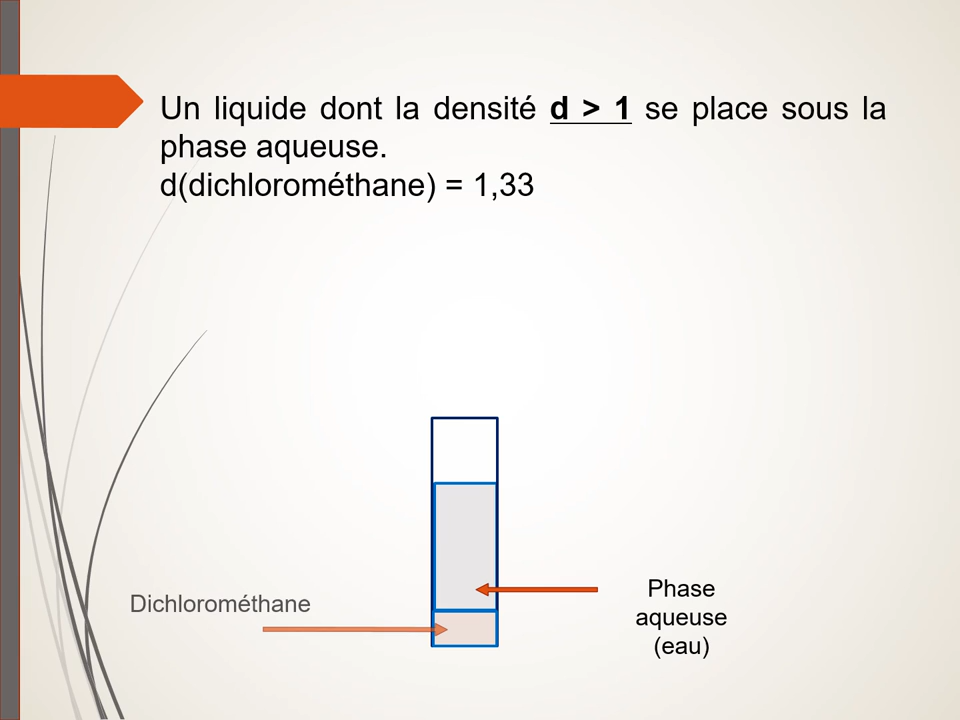 Un liquide dont la densité d > 1 se place sous la
phase aqueuse.
d(dichlorométhane) = 1,33
Dichlorométhane
Phase
aqueuse
(eau)